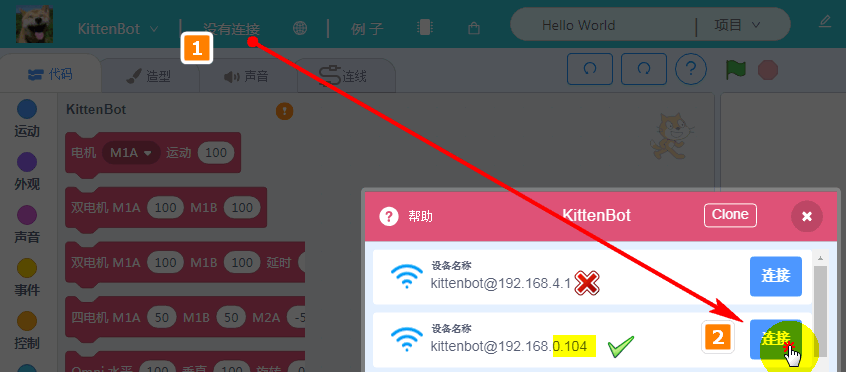 KittenBot 没有连接 例子 Hello World 项目
1
代码 造型 声音 连线
KittenBot
运动
电机 M1A 运动 100
外观
双电机 M1A 100 M1B 100
声音
双电机 M1A 100 M1B 100 延时
事件
四电机 M1A 50 M1B 50 M2A -5
控制
Omni 水平 100 垂直 100 旋转 0
帮助 KittenBot Clone
设备名称
kittenbot@192.168.4.1 连接
设备名称
kittenbot@192.168.0.104 2 连接